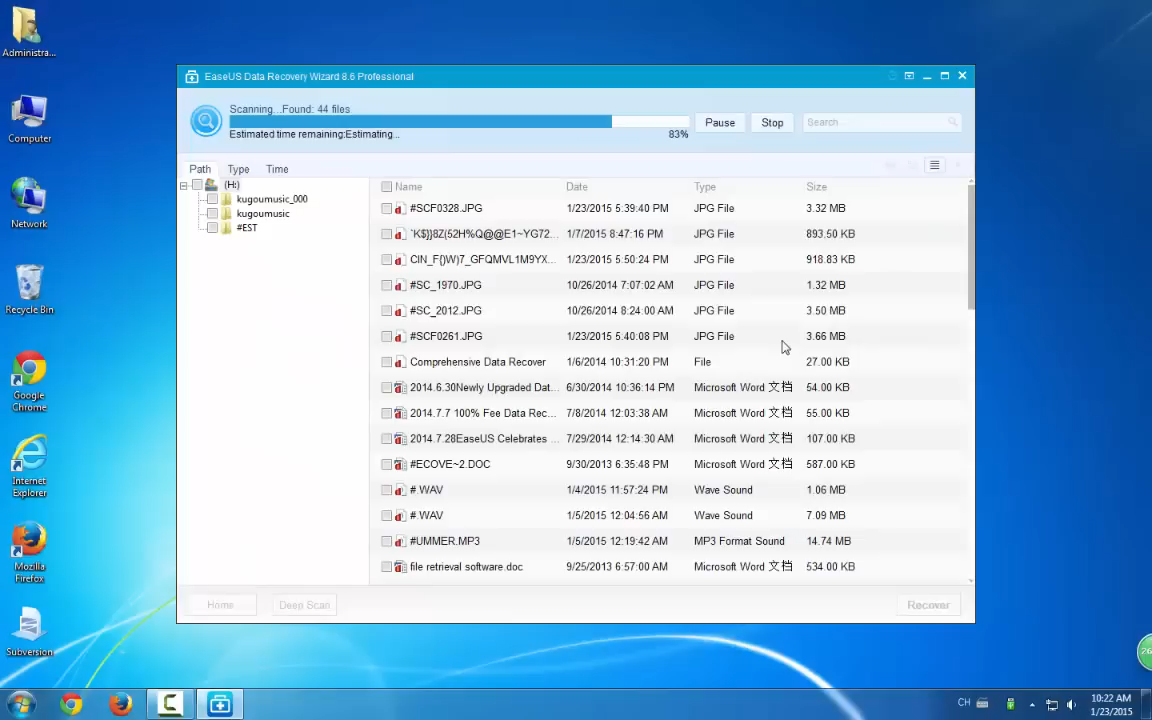 Administra...
Computer
Network
Recycle Bin
Google
Chrome
Internet
Explorer
Mozilla
Firefox
Subversion
EaseUS Data Recovery Wizard 8.6 Professional
Scanning...Found: 44 files
Estimated time remaining:Estimating...
83%
Pause
Stop
Search...
Path Type Time
(H:)
kugoumusic_000
kugoumusic
#EST
Name Date Type Size
#SCF0328.JPG 1/23/2015 5:39:40 PM JPG File 3.32 MB
`K$}}8Z(52H%Q@@E1~YG72... 1/7/2015 8:47:16 PM JPG File 893.50 KB
CIN_F{)W)7_GFQMVL1M9YX... 1/23/2015 5:50:24 PM JPG File 918.83 KB
#SC_1970.JPG 10/26/2014 7:07:02 AM JPG File 1.32 MB
#SC_2012.JPG 10/26/2014 8:24:00 AM JPG File 3.50 MB
#SCF0261.JPG 1/23/2015 5:40:08 PM JPG File 3.66 MB
Comprehensive Data Recover 1/6/2014 10:31:20 PM File 27.00 KB
2014.6.30Newly Upgraded Dat... 6/30/2014 10:36:14 PM Microsoft Word 文档 54.00 KB
2014.7.7 100% Fee Data Rec... 7/8/2014 12:03:38 AM Microsoft Word 文档 55.00 KB
2014.7.28EaseUS Celebrates ... 7/29/2014 12:14:30 AM Microsoft Word 文档 107.00 KB
#ECOVE~2.DOC 9/30/2013 6:35:48 PM Microsoft Word 文档 587.00 KB
#.WAV 1/4/2015 11:57:24 PM Wave Sound 1.06 MB
#.WAV 1/5/2015 12:04:56 AM Wave Sound 7.09 MB
#UMMER.MP3 1/5/2015 12:19:42 AM MP3 Format Sound 14.74 MB
file retrieval software.doc 9/25/2013 6:57:00 AM Microsoft Word 文档 534.00 KB
Home
Deep Scan
Recover
26
CH
10:22 AM
1/23/2015